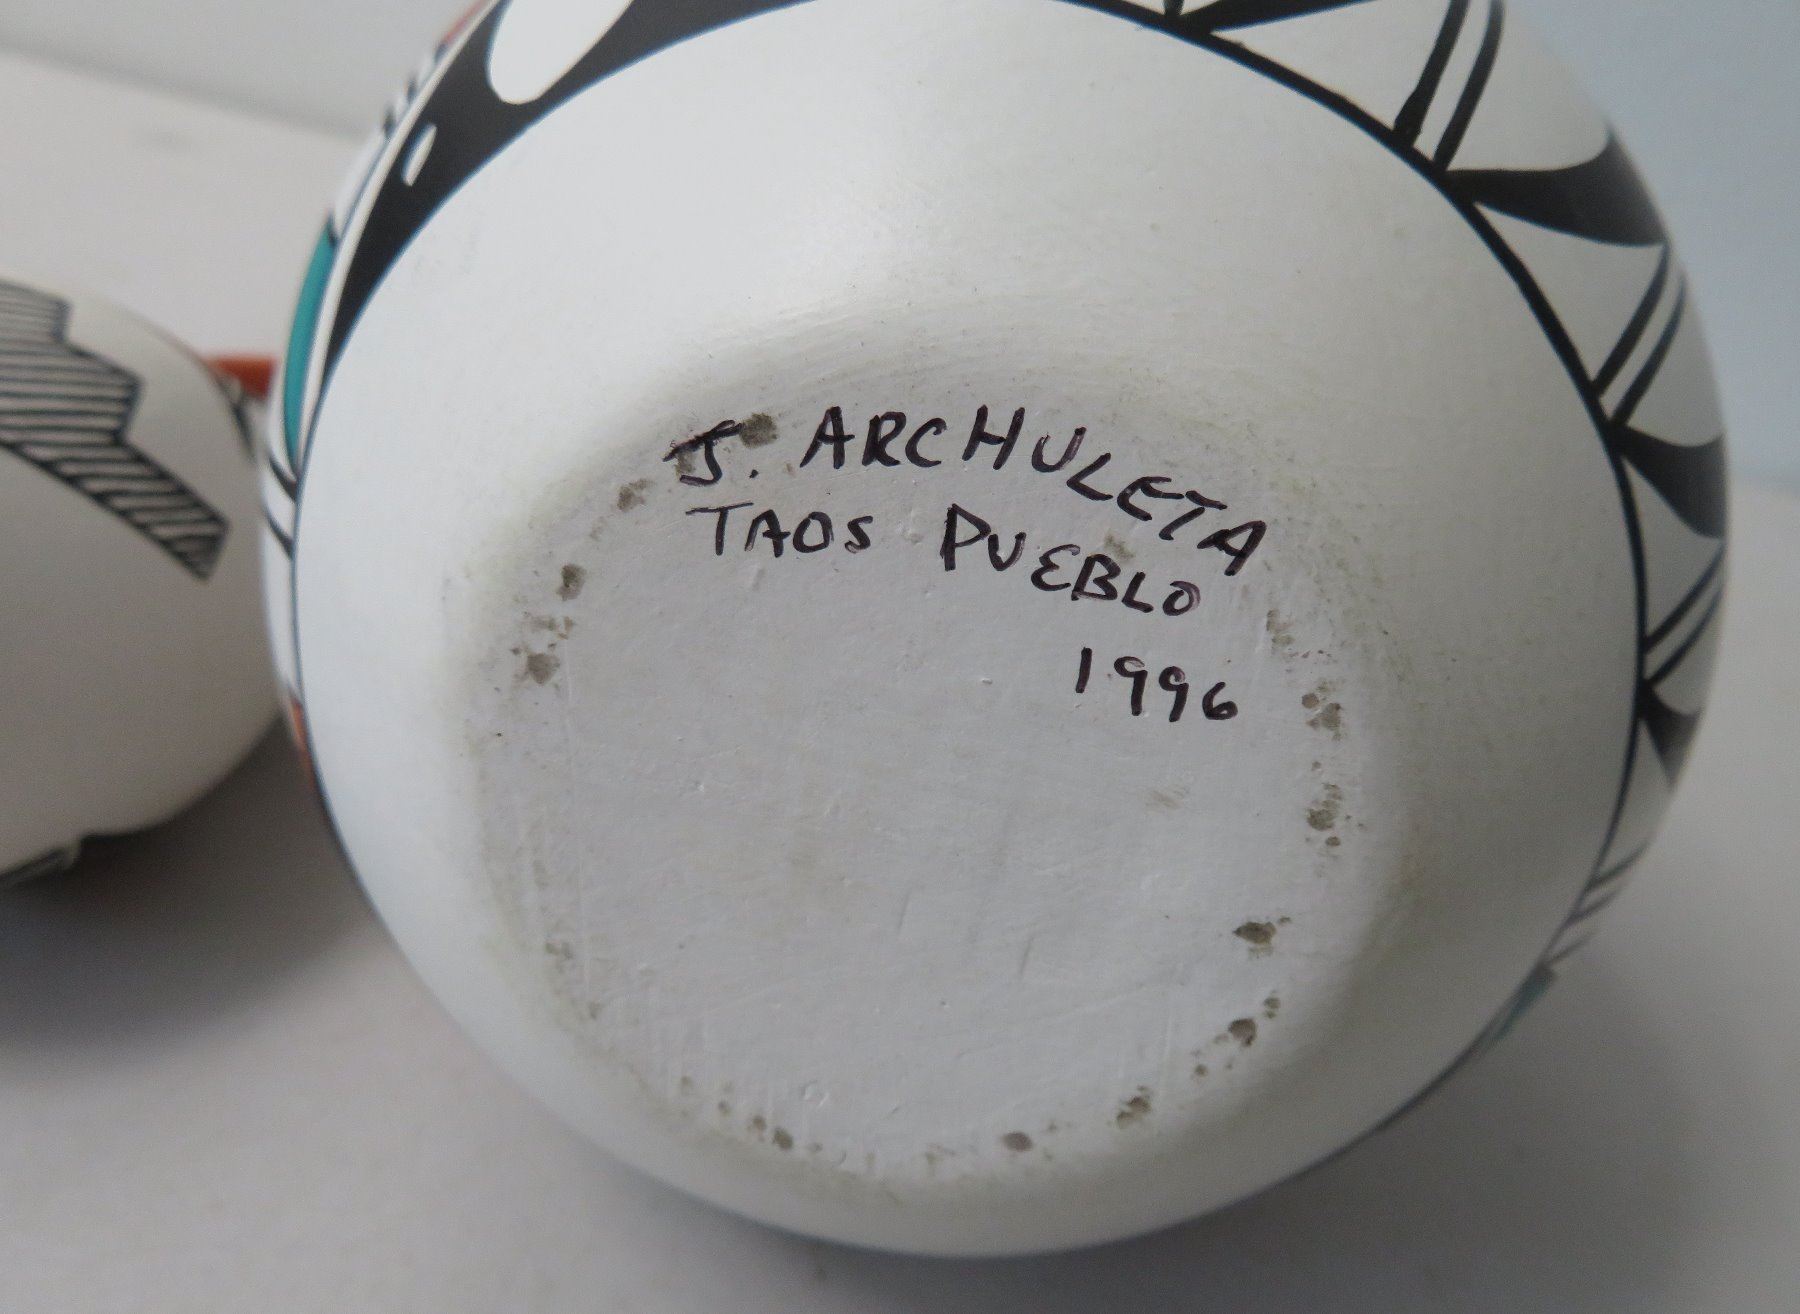 J. ARCHULETA
TAOS PUEBLO
1996